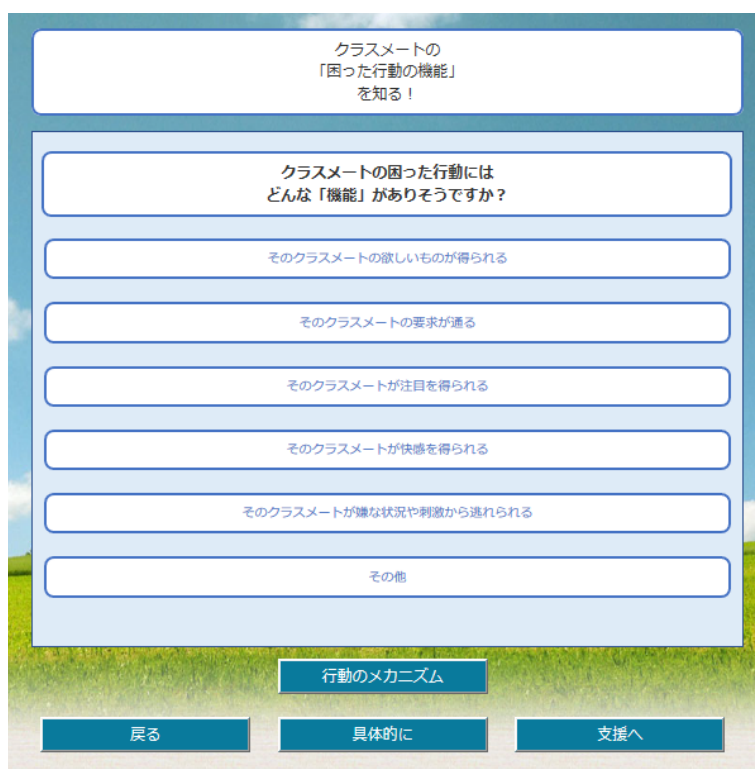 クラスメートの
「困った行動の機能」
を知る！
クラスメートの困った行動には
どんな「機能」がありそうですか？
そのクラスメートの欲しいものが得られる
そのクラスメートの要求が通る
そのクラスメートが注目を得られる
そのクラスメートが快感を得られる
そのクラスメートが嫌な状況や刺激から逃れられる
その他
行動のメカニズム
戻る
具体的に
支援へ